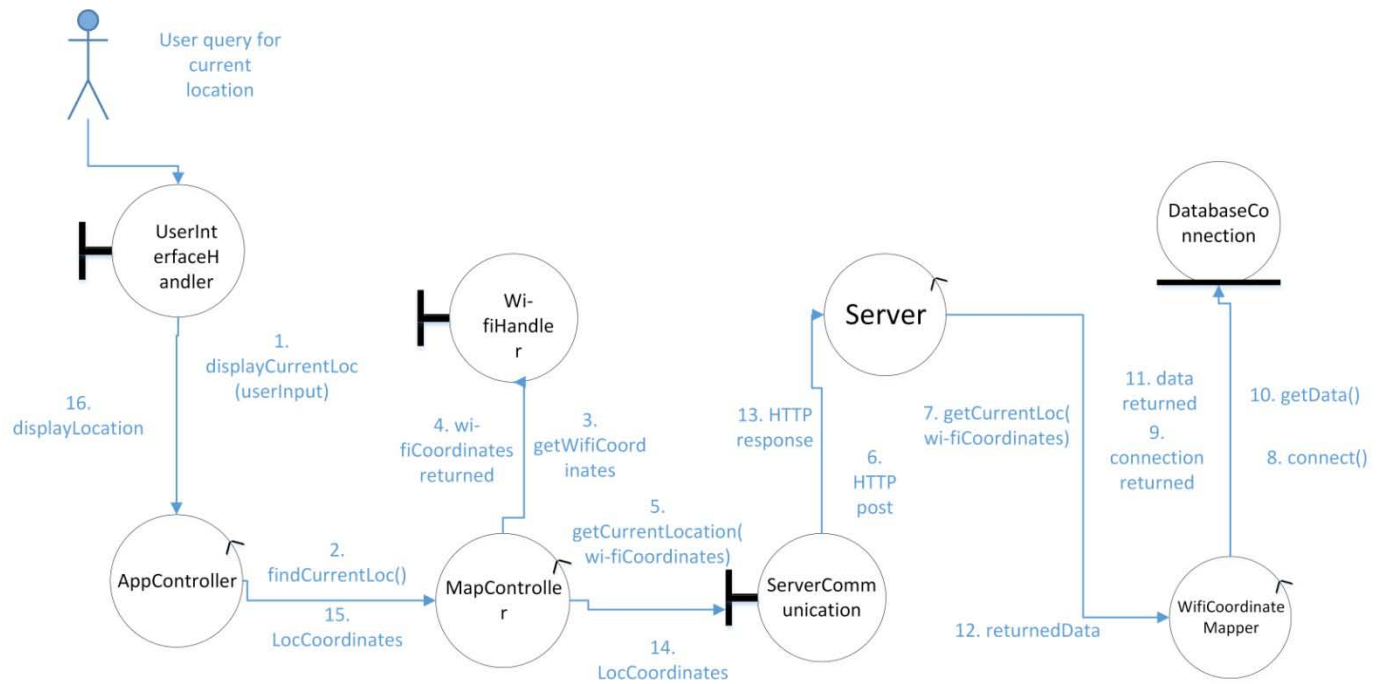 User query for
current
location
UserInt
erfaceH
andler
1.
displayCurrentLoc
(userInput)
16.
displayLocation
AppController
2.
findCurrentLoc()
15.
LocCoordinates
Wi-
fiHandle
r
4. wi-
fiCoordinates
returned
3.
getWifiCoord
inates
MapControlle
r
5.
getCurrentLocation(
wi-fiCoordinates)
14.
LocCoordinates
ServerComm
unication
13. HTTP
response
6.
HTTP
post
Server
7. getCurrentLoc(
wi-fiCoordinates)
12. returnedData
WifiCoordinate
Mapper
11. data
returned
9.
connection
returned
10. getData()
8. connect()
DatabaseCo
nnection